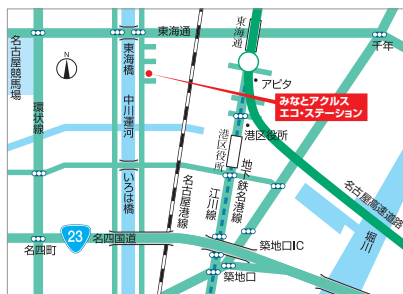 東海通
東海通
千年
名古屋競馬場
N
東海橋
アピタ
みなとアクルス
エコ・ステーション
環状線
中川運河
港区役所
港区役所
いろは橋
名古屋港線
地下鉄名港線
江川線
名古屋高速道路
堀川
23
名四国道
名四町
築地口IC
築地口